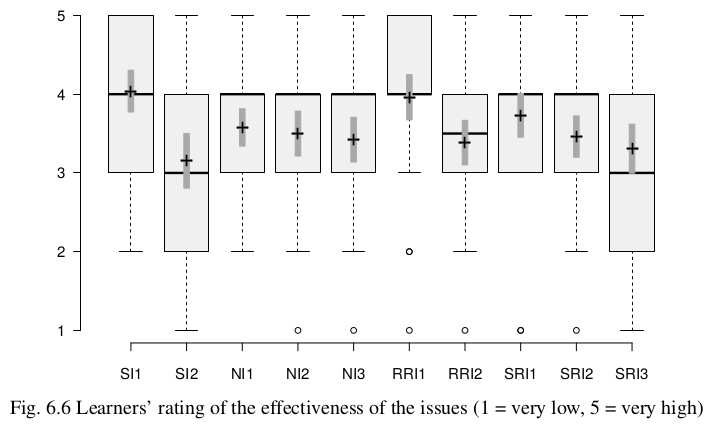 5
4
3
2
1
SI1 SI2 NI1 NI2 NI3 RRI1 RRI2 SRI1 SRI2 SRI3
Fig. 6.6 Learners’ rating of the effectiveness of the issues (1 = very low, 5 = very high)